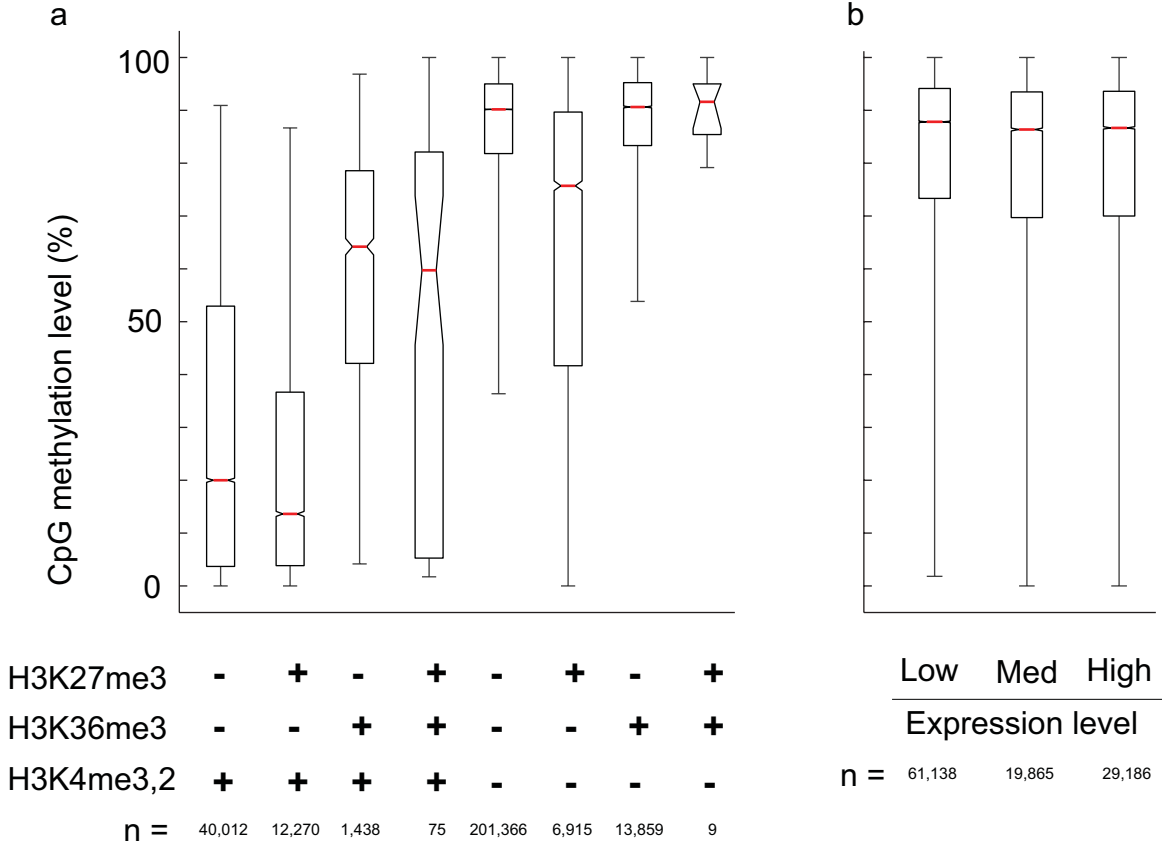 a
b
100
50
0
CpG methylation level (%)
H3K27me3 - + - + - + - +
H3K36me3 - - + + - - + +
H3K4me3,2 + + + + - - - -
n = 40,012 12,270 1,438 75 201,366 6,915 13,859 9
Low Med High
Expression level
n = 61,138 19,865 29,186